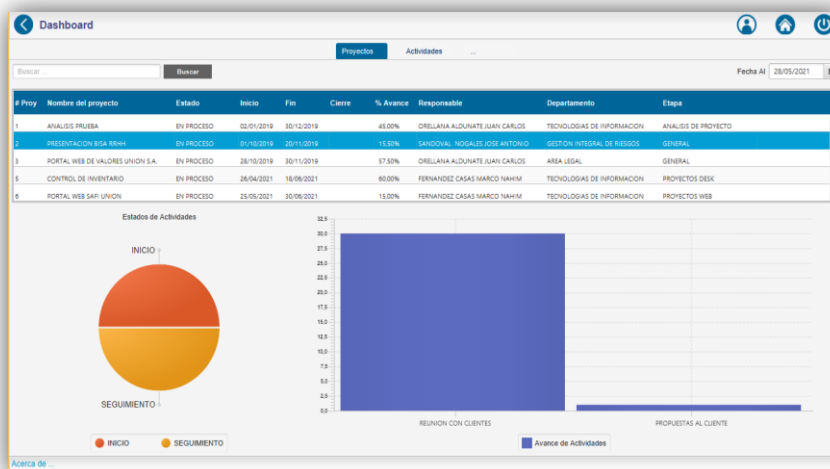 Dashboard
Proyectos Actividades ...
Buscar ... Buscar Fecha Al 28/05/2021
# Proy Nombre del proyecto Estado Inicio Fin Cierre % Avance Responsable Departamento Etapa
1 ANALISIS PRUEBA EN PROCESO 02/01/2019 30/12/2019 45,00% ORELLANA ALDUNATE JUAN CARLOS TECNOLOGIAS DE INFORMACION ANALISIS DE PROYECTO
2 PRESENTACION BISA RRHH EN PROCESO 01/10/2019 20/11/2019 15,50% SANDOVAL NOGALES JOSE ANTONIO GESTION INTEGRAL DE RIESGOS GENERAL
3 PORTAL WEB DE VALORES UNION S.A. EN PROCESO 28/10/2019 30/11/2019 57,50% ORELLANA ALDUNATE JUAN CARLOS AREA LEGAL GENERAL
5 CONTROL DE INVENTARIO EN PROCESO 26/04/2021 18/06/2021 60,00% FERNANDEZ CASAS MARCO NAHIM TECNOLOGIAS DE INFORMACION PROYECTOS DESK
6 PORTAL WEB SAFI UNION EN PROCESO 25/05/2021 30/06/2021 15,00% FERNANDEZ CASAS MARCO NAHIM TECNOLOGIAS DE INFORMACION PROYECTOS WEB
Estados de Actividades
INICIO
SEGUIMIENTO
INICIO SEGUIMIENTO
32,5
30,0
27,5
25,0
22,5
20,0
17,5
15,0
12,5
10,0
7,5
5,0
2,5
0,0
REUNION CON CLIENTES PROPUESTAS AL CLIENTE
Avance de Actividades
Acerca de ...